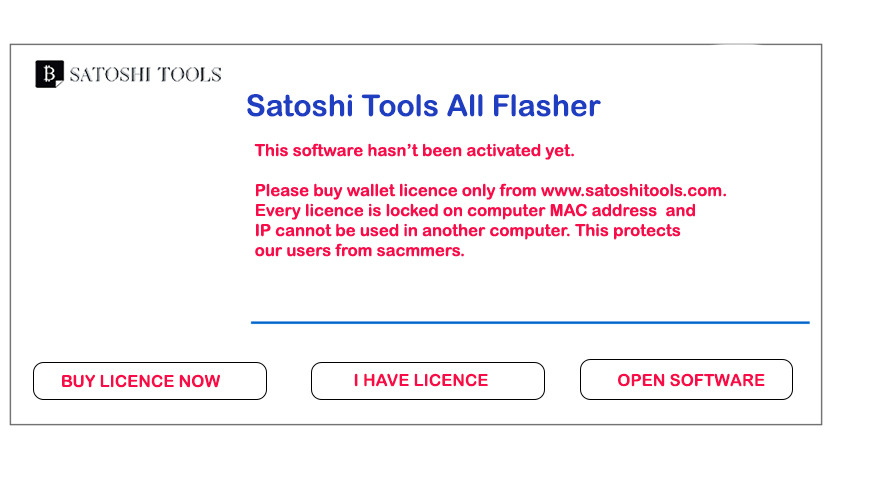 SATOSHI TOOLS
Satoshi Tools All Flasher
This software hasn’t been activated yet.
Please buy wallet licence only from www.satoshitools.com.
Every licence is locked on computer MAC address and
IP cannot be used in another computer. This protects
our users from sacmmers.
BUY LICENCE NOW
I HAVE LICENCE
OPEN SOFTWARE